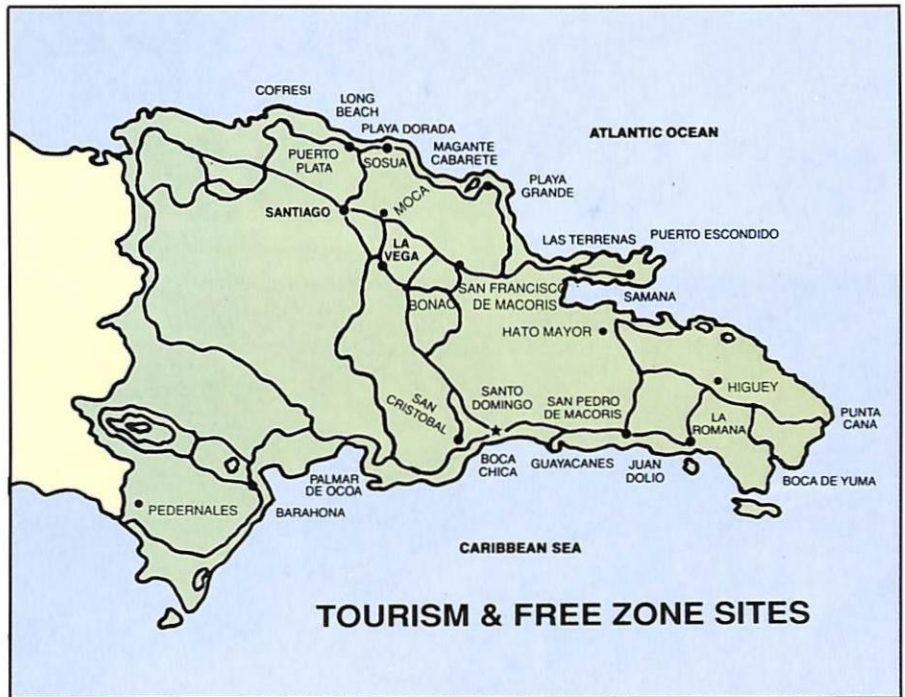 COFRESI
LONG
BEACH
PLAYA DORADA
ATLANTIC OCEAN
MAGANTE
CABARETE
PUERTO
PLATA
SOSUA
PLAYA
GRANDE
SANTIAGO
MOCA
LAS TERRENAS
PUERTO ESCONDIDO
LA
VEGA
SAN FRANCISCO
DE MACORIS
BONAO
SAMANA
HATO MAYOR
HIGUEY
SAN
CRISTOBAL
SANTO
DOMINGO
SAN PEDRO
DE MACORIS
LA
ROMANA
PUNTA
CANA
BOCA
CHICA
GUAYACANES
JUAN
DOLIO
BOCA DE YUMA
PALMAR
DE OCOA
BARAHONA
PEDERNALES
CARIBBEAN SEA
TOURISM & FREE ZONE SITES